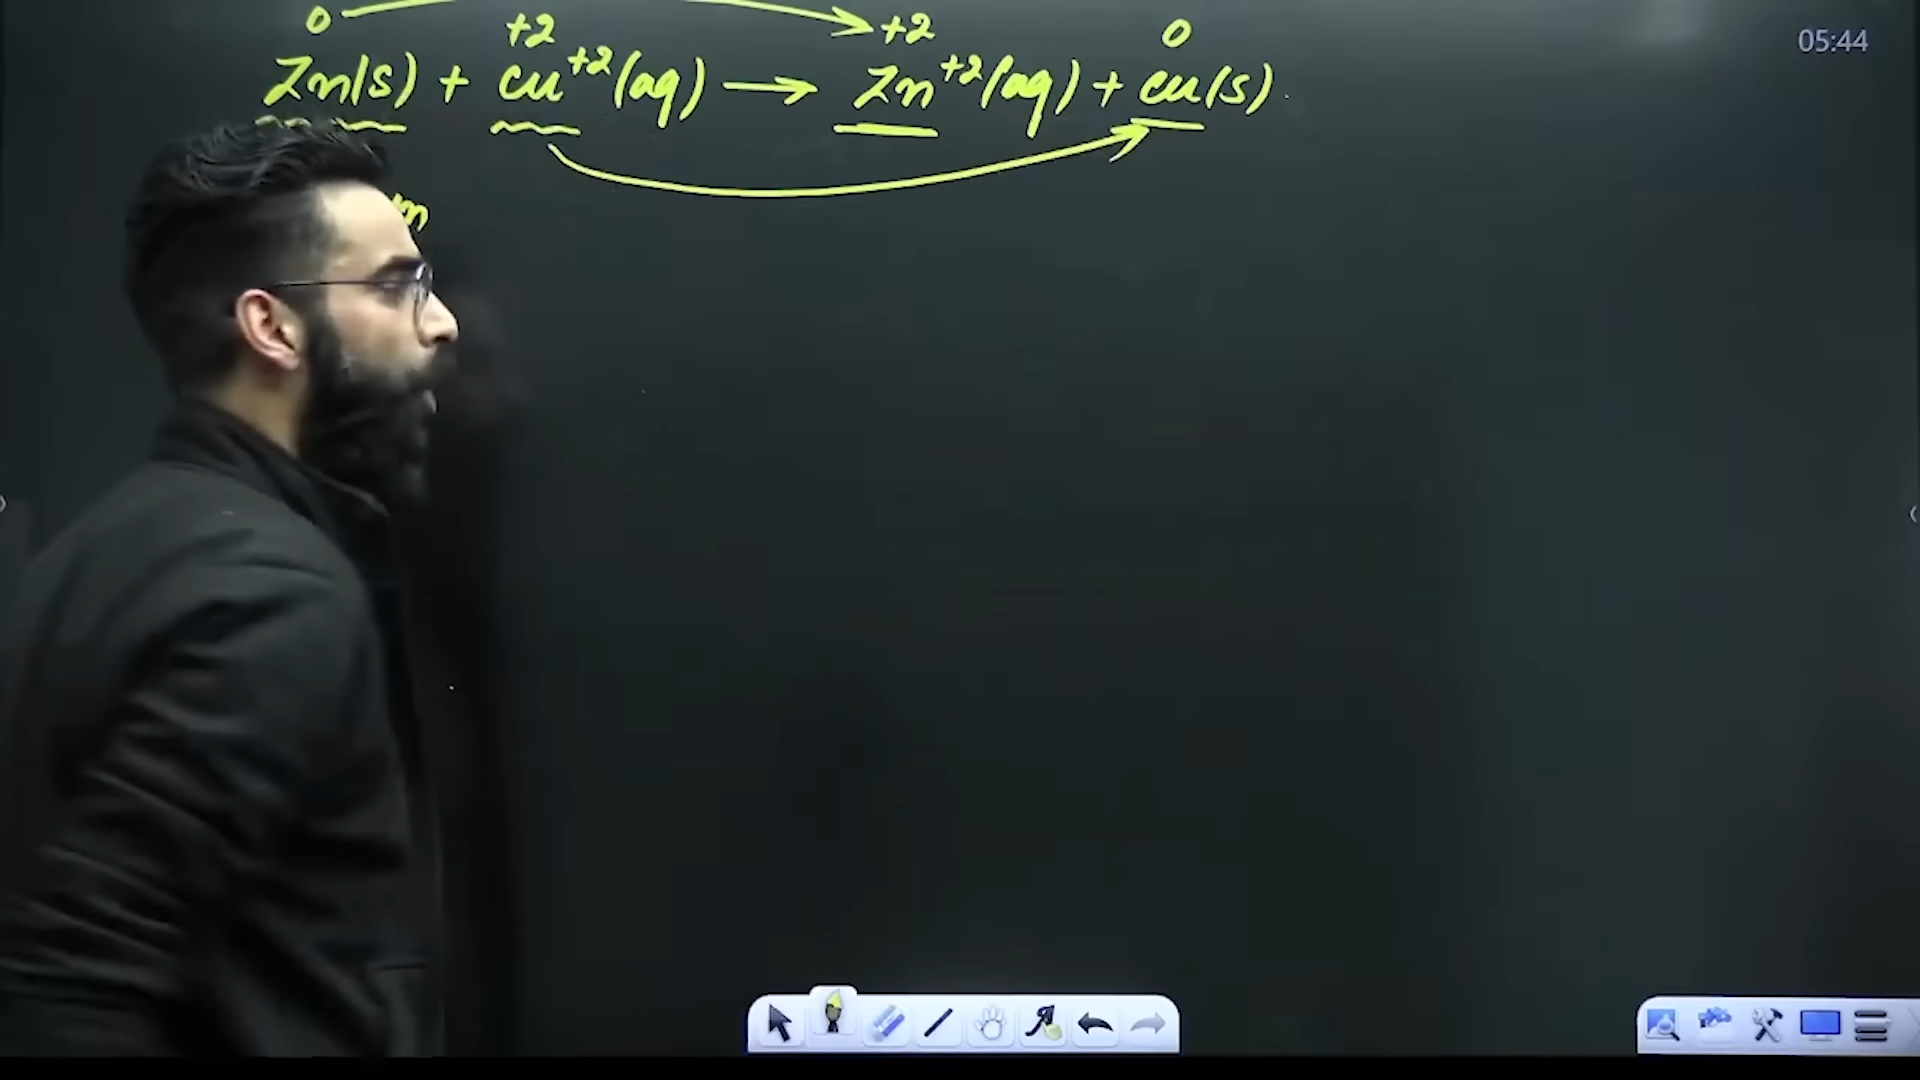 0 +2 +2 0
05:44
Zn(s) + Cu+2(aq) → Zn+2(aq) + Cu(s)